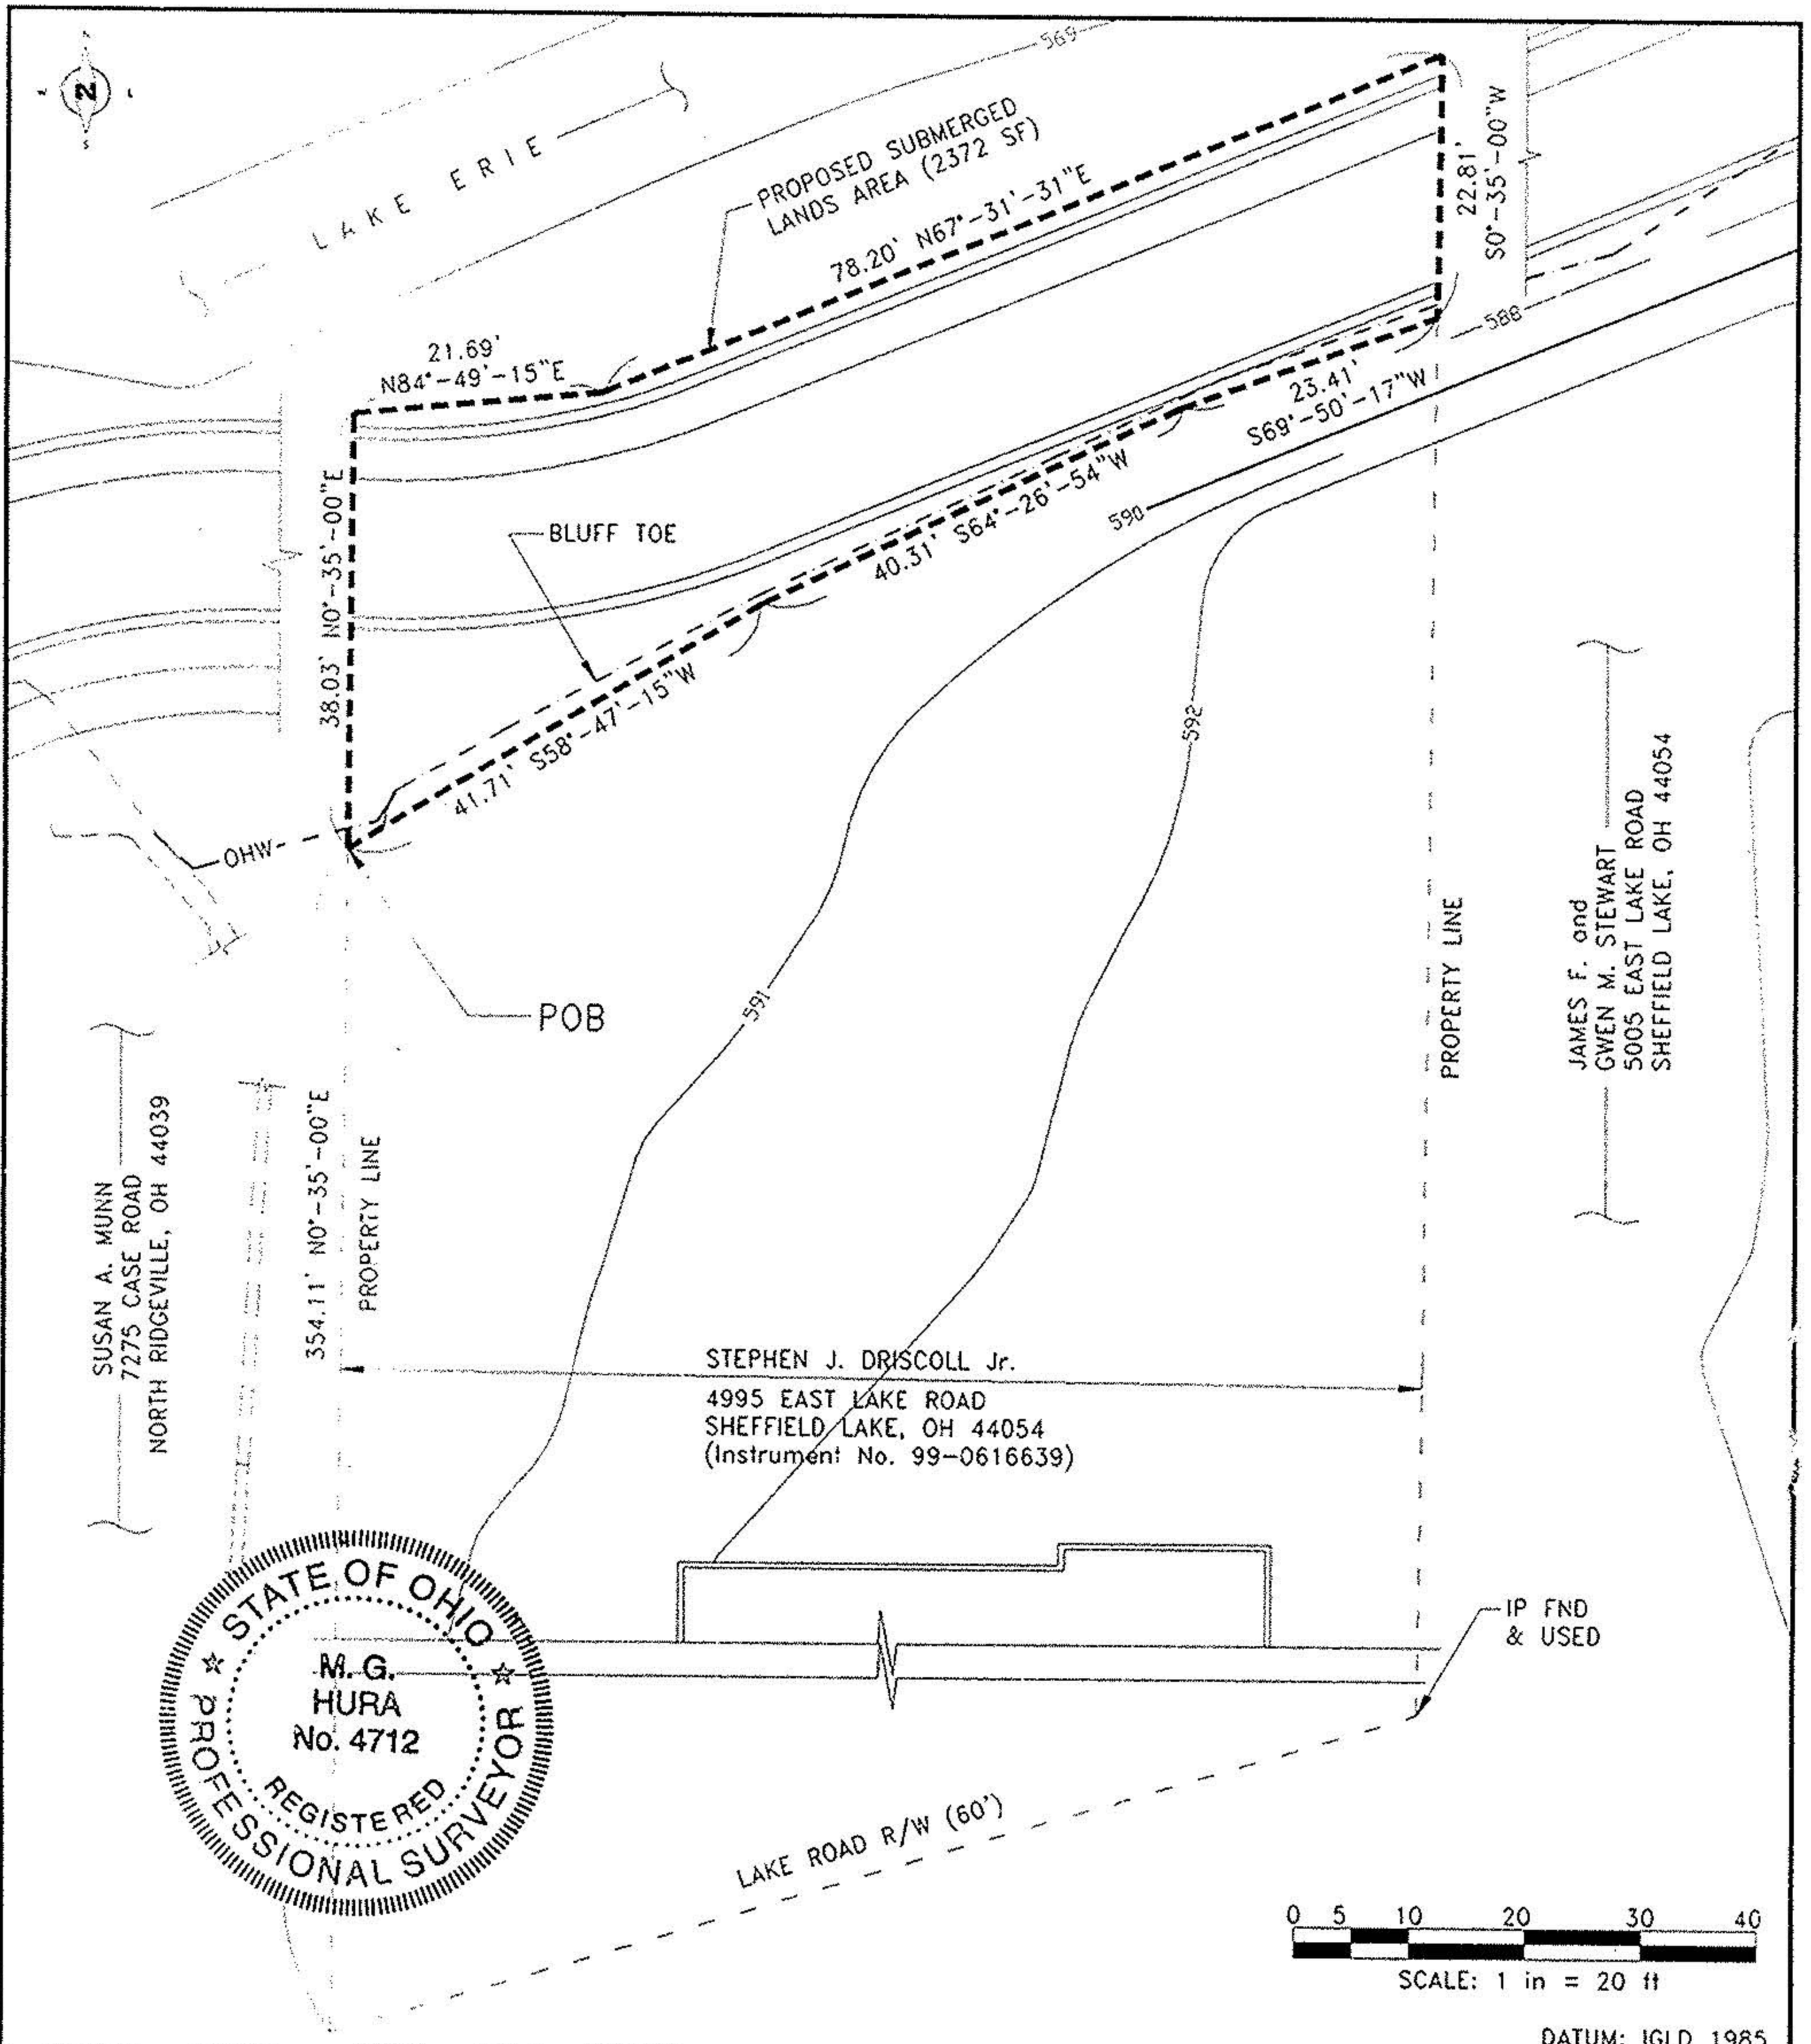 N
569
LAKE ERIE
PROPOSED SUBMERGED
LANDS AREA (2372 SF)
78.20' N67°-31'-31"E
22.81'
S0°-35'-00"W
21.69'
N84°-49'-15"E
588
23.41'
S69°-50'-17"W
38.03' N0°-35'-00"E
BLUFF TOE
40.31' S64°-26'-54"W
590
41.71' S58°-47'-15"W
592
OHW
591
POB
PROPERTY LINE
JAMES F. and
GWEN M. STEWART
5005 EAST LAKE ROAD
SHEFFIELD LAKE, OH 44054
SUSAN A. MUNN
7275 CASE ROAD
NORTH RIDGEVILLE, OH 44039
354.11' N0°-35'-00"E
PROPERTY LINE
STEPHEN J. DRISCOLL Jr.
4995 EAST LAKE ROAD
SHEFFIELD LAKE, OH 44054
(Instrument No. 99-0616639)
IP FND
& USED
STATE OF OHIO
M. G.
HURA
No. 4712
REGISTERED
PROFESSIONAL SURVEYOR
LAKE ROAD R/W (60')
0 5 10 20 30 40
SCALE: 1 in = 20 ft
DATUM: IGLD 1985